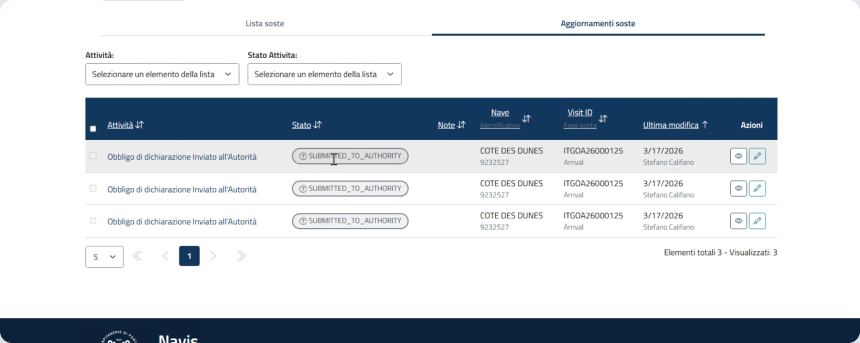 Lista soste
Aggiornamenti soste
Attività:
Stato Attivita:
Selezionare un elemento della lista
Selezionare un elemento della lista
Attività
Stato
Note
Nave
Identificativo
Visit ID
Fase sosta
Ultima modifica
Azioni
Obbligo di dichiarazione Inviato all'Autorità
SUBMITTED_TO_AUTHORITY
COTE DES DUNES
9232527
ITGOA26000125
Arrival
3/17/2026
Stefano Califano
Obbligo di dichiarazione Inviato all'Autorità
SUBMITTED_TO_AUTHORITY
COTE DES DUNES
9232527
ITGOA26000125
Arrival
3/17/2026
Stefano Califano
Obbligo di dichiarazione Inviato all'Autorità
SUBMITTED_TO_AUTHORITY
COTE DES DUNES
9232527
ITGOA26000125
Arrival
3/17/2026
Stefano Califano
5
1
Elementi totali 3 - Visualizzati: 3
Navis